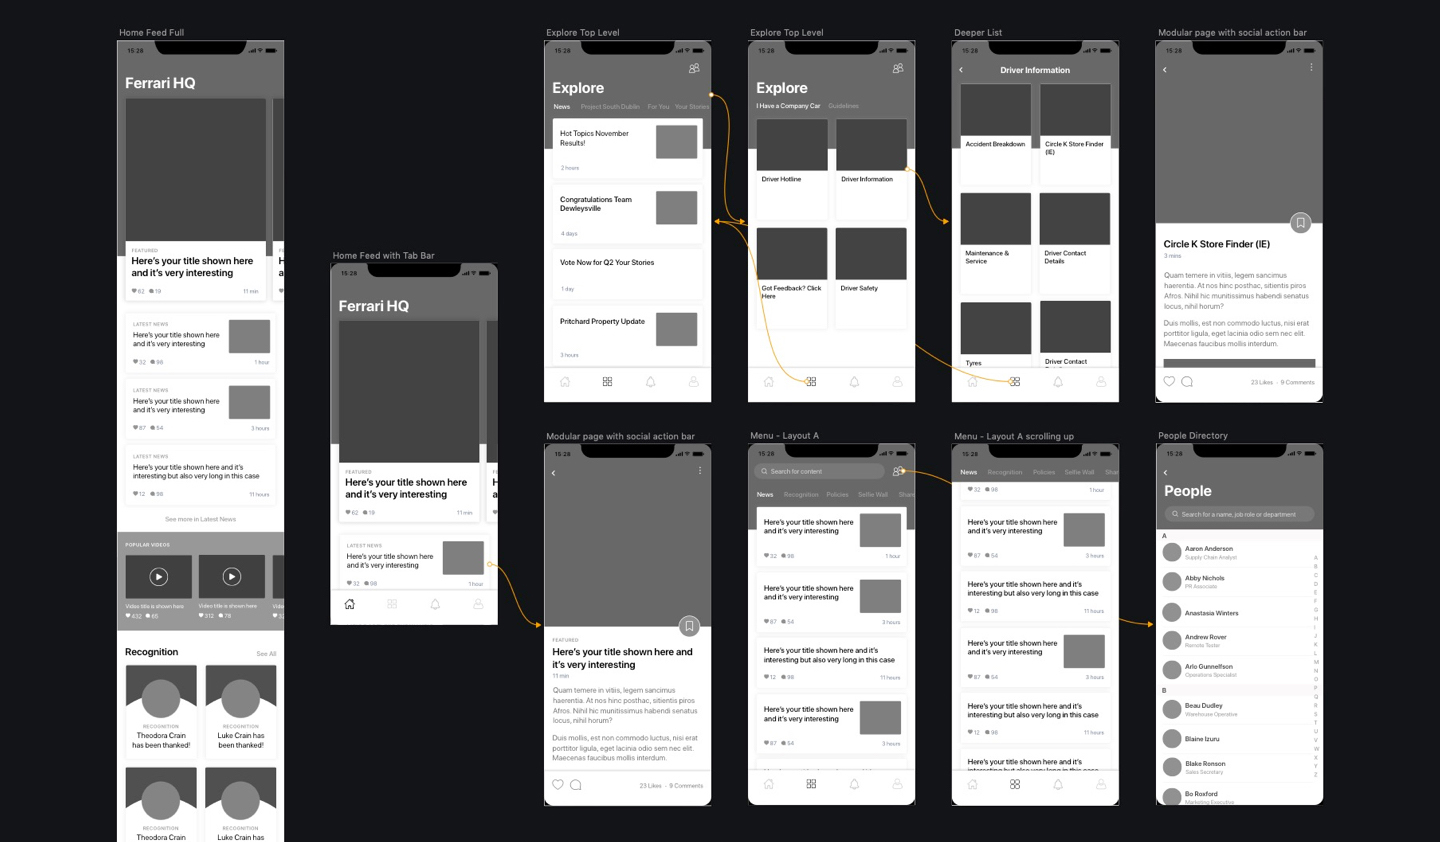 Home Feed Full
15:28
Ferrari HQ
FEATURED
Here's your title shown here
and it's very interesting
62 19
11 min
H
LATEST NEWS
Here's your title shown here
and it's very interesting
32 98
1 hour
LATEST NEWS
Here's your title shown here
and it's very interesting
87 54
3 hours
LATEST NEWS
Here's your title shown here and it's
very interesting but also very long in this case
12 98
11 hours
See more in Latest News
POPULAR VIDEOS
Video title is shown here
432 65
Video title is shown here
312 78
Recognition
See All
RECOGNITION
Theodora Crain
has been thanked!
RECOGNITION
Luke Crain has
been thanked!
RECOGNITION
Theodora Crain
RECOGNITION
Luke Crain has
Home Feed with Tab Bar
15:28
Ferrari HQ
FEATURED
Here's your title shown here
and it's very interesting
62 19
11 min
H
LATEST NEWS
Here's your title shown here
and it's very interesting
32 98
1 hour
Explore Top Level
15:28
Explore
News Project South Dublin For You Your Stories
Hot Topics November
Results!
2 hours
Congratulations Team
Dewleysville
4 days
Vote Now for Q2 Your Stories
1 day
Pritchard Property Update
3 hours
Explore Top Level
15:28
Explore
I Have a Company Car Guidelines
Driver Hotline
Driver Information
Got Feedback? Click
Here
Driver Safety
Deeper List
15:28
Driver Information
Accident Breakdown
Circle K Store Finder
(IE)
Maintenance &
Service
Driver Contact
Details
Tyres
Driver Contact
Details
Modular page with social action bar
15:28
Circle K Store Finder (IE)
3 mins
Quam temere in vitiis, legem sancimus
haerentia. At nos hinc posthac, sitientis piros
Afros. Nihil hic munitissimus habendi senatus
locus, nihil horum?
Duis mollis, est non commodo luctus, nisi erat
porttitor ligula, eget lacinia odio sem nec elit.
Maecenas faucibus mollis interdum.
23 Likes · 9 Comments
Modular page with social action bar
15:28
FEATURED
Here's your title shown here and
it's very interesting
11 min
Quam temere in vitiis, legem sancimus
haerentia. At nos hinc posthac, sitientis piros
Afros. Nihil hic munitissimus habendi senatus
locus, nihil horum?
Duis mollis, est non commodo luctus, nisi erat
porttitor ligula, eget lacinia odio sem nec elit.
Maecenas faucibus mollis interdum.
23 Likes · 9 Comments
Menu - Layout A
15:28
Search for content
News Recognition Policies Selfie Wall Share
Here's your title shown here
and it's very interesting
32 98
1 hour
Here's your title shown here
and it's very interesting
87 54
3 hours
Here's your title shown here and it's
interesting but also very long in this case
12 98
11 hours
Here's your title shown here
and it's very interesting
87 54
3 hours
Menu - Layout A scrolling up
15:28
News Recognition Policies Selfie Wall Shar
32 98
1 hour
Here's your title shown here
and it's very interesting
87 54
3 hours
Here's your title shown here and it's
interesting but also very long in this case
12 98
11 hours
Here's your title shown here
and it's very interesting
87 54
3 hours
Here's your title shown here and it's
interesting but also very long in this case
12 98
11 hours
Here's your title shown here and it's
interesting but also very long in this case
People Directory
15:28
People
Search for a name, job role or department
A
Aaron Anderson
Supply Chain Analyst
Abby Nichols
PR Associate
Anastasia Winters
Andrew Rover
Remote Tester
Arlo Gunnelfson
Operations Specialist
B
Beau Dudley
Warehouse Operative
Blaine Izuru
Blake Ronson
Sales Secretary
Bo Roxford
Marketing Executive